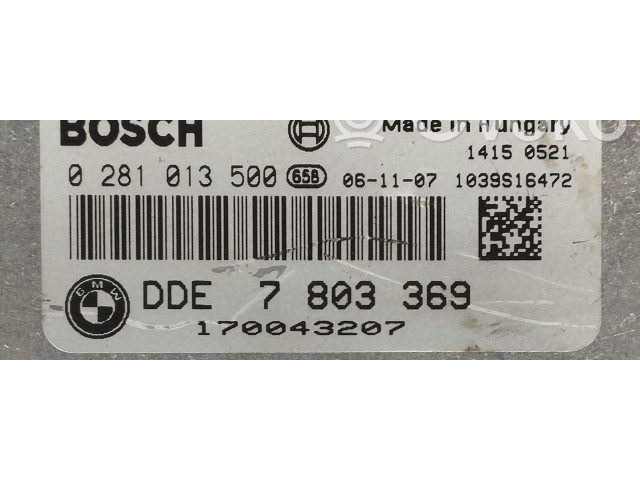 BOSCH
Made in Hungary
1415 0521
0 281 013 500 658 06-11-07 1039S16472
BMW DDE 7 803 369
170043207